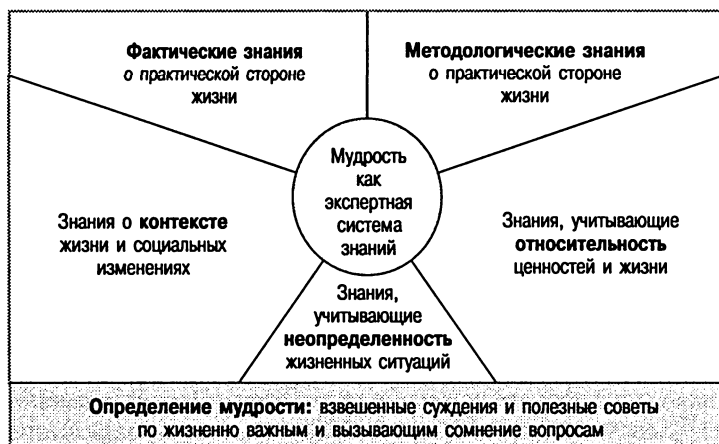 Фактические знания
о практической стороне
жизни
Методологические знания
о практической стороне
жизни
Мудрость
как
экспертная
система
знаний
Знания о контексте
жизни и социальных
изменениях
Знания, учитывающие
относительность
ценностей и жизни
Знания,
учитывающие
неопределенность
жизненных ситуаций
Определение мудрости: взвешенные суждения и полезные советы
по жизненно важным и вызывающим сомнение вопросам